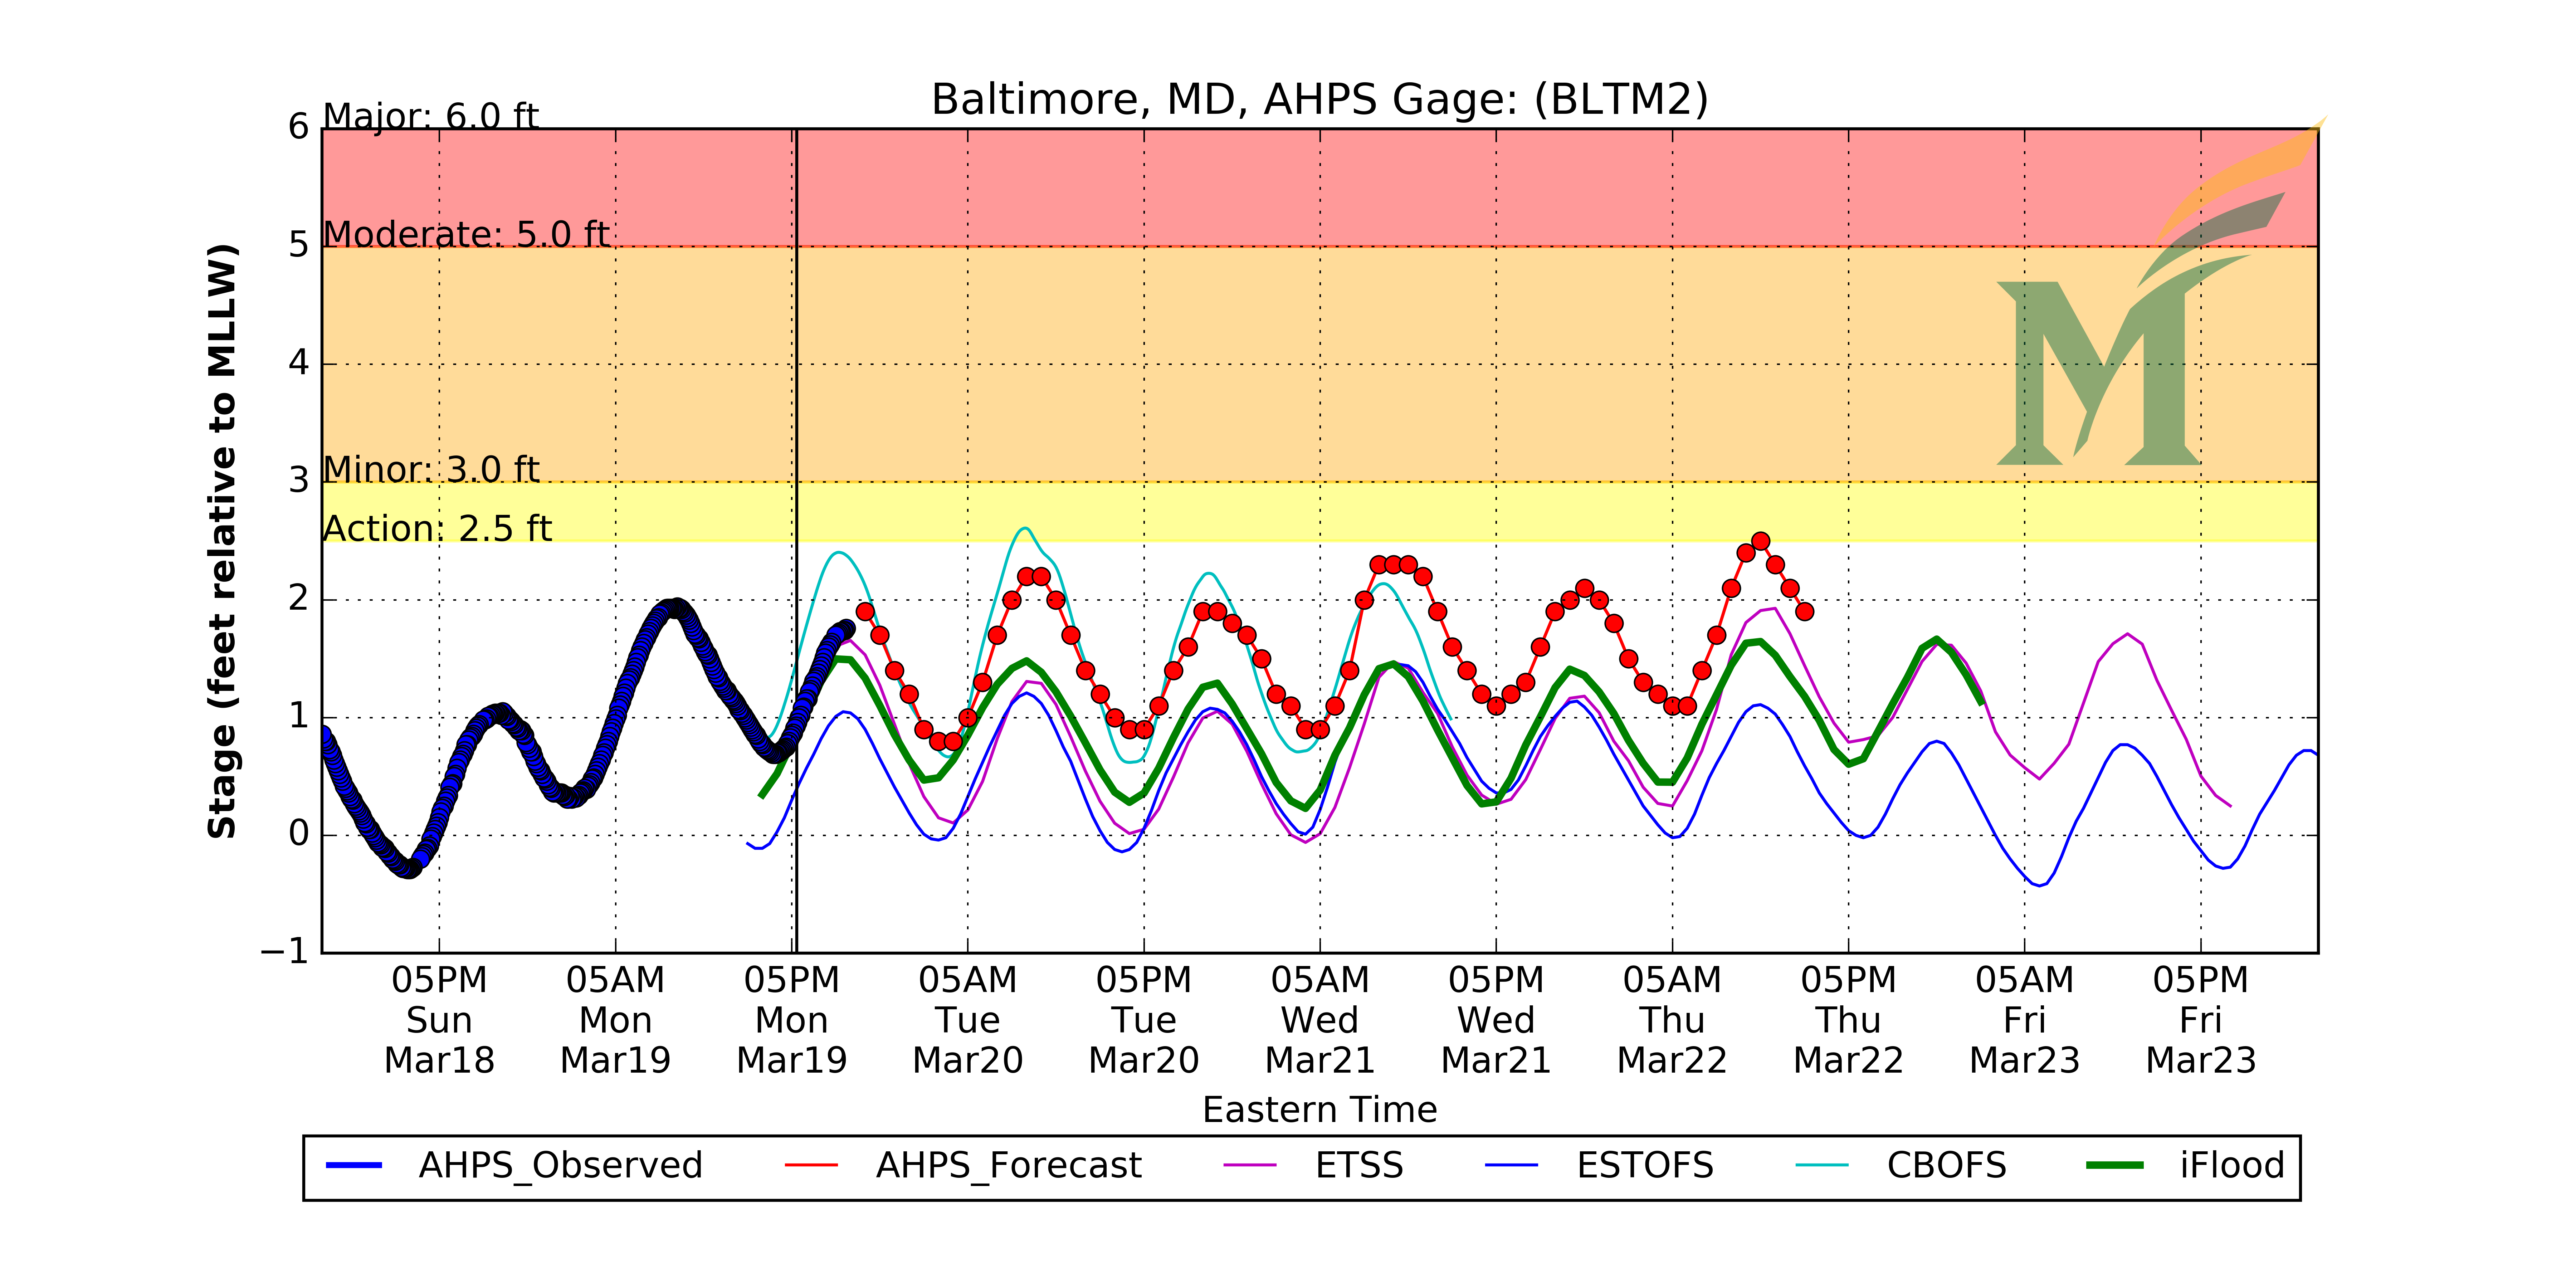 Baltimore, MD, AHPS Gage: (BLTM2)
Major: 6.0 ft
Moderate: 5.0 ft
Minor: 3.0 ft
Action: 2.5 ft
6
5
4
3
2
1
0
−1
Stage (feet relative to MLLW)
M
05PM 05AM 05PM 05AM 05PM 05AM 05PM 05AM 05PM 05AM 05PM
Sun Mon Mon Tue Tue Wed Wed Thu Thu Fri Fri
Mar18 Mar19 Mar19 Mar20 Mar20 Mar21 Mar21 Mar22 Mar22 Mar23 Mar23
Eastern Time
AHPS_Observed AHPS_Forecast ETSS ESTOFS CBOFS iFlood